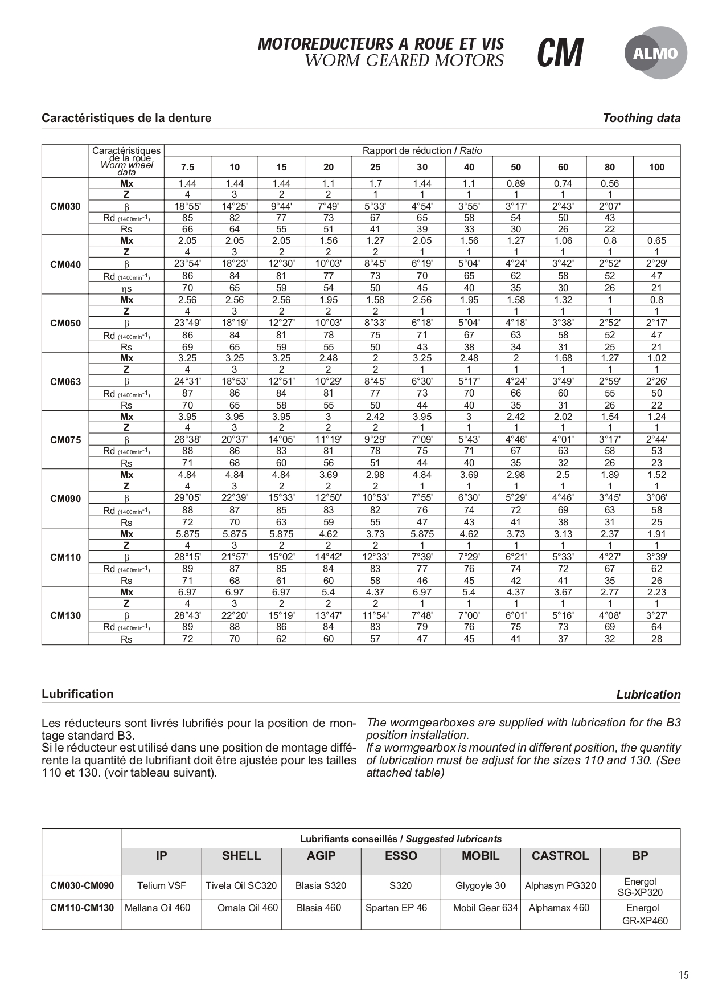 MOTOREDUCTEURS A ROUE ET VIS
WORM GEARED MOTORS
CM
ALMO
Caractéristiques de la denture
Toothing data
Caractéristiques
de la roue
Worm wheel
data
Rapport de réduction / Ratio
7.5 10 15 20 25 30 40 50 60 80 100
CM030
Mx 1.44 1.44 1.44 1.1 1.7 1.44 1.1 0.89 0.74 0.56
Z 4 3 2 2 1 1 1 1 1 1
β 18°55' 14°25' 9°44' 7°49' 5°33' 4°54' 3°55' 3°17' 2°43' 2°07'
Rd (1400min-1) 85 82 77 73 67 65 58 54 50 43
Rs 66 64 55 51 41 39 33 30 26 22
CM040
Mx 2.05 2.05 2.05 1.56 1.27 2.05 1.56 1.27 1.06 0.8 0.65
Z 4 3 2 2 2 1 1 1 1 1 1
β 23°54' 18°23' 12°30' 10°03' 8°45' 6°19' 5°04' 4°24' 3°42' 2°52' 2°29'
Rd (1400min-1) 86 84 81 77 73 70 65 62 58 52 47
ηs 70 65 59 54 50 45 40 35 30 26 21
CM050
Mx 2.56 2.56 2.56 1.95 1.58 2.56 1.95 1.58 1.32 1 0.8
Z 4 3 2 2 2 1 1 1 1 1 1
β 23°49' 18°19' 12°27' 10°03' 8°33' 6°18' 5°04' 4°18' 3°38' 2°52' 2°17'
Rd (1400min-1) 86 84 81 78 75 71 67 63 58 52 47
Rs 69 65 59 55 50 43 38 34 31 25 21
CM063
Mx 3.25 3.25 3.25 2.48 2 3.25 2.48 2 1.68 1.27 1.02
Z 4 3 2 2 2 1 1 1 1 1 1
β 24°31' 18°53' 12°51' 10°29' 8°45' 6°30' 5°17' 4°24' 3°49' 2°59' 2°26'
Rd (1400min-1) 87 86 84 81 77 73 70 66 60 55 50
Rs 70 65 58 55 50 44 40 35 31 26 22
CM075
Mx 3.95 3.95 3.95 3 2.42 3.95 3 2.42 2.02 1.54 1.24
Z 4 3 2 2 2 1 1 1 1 1 1
β 26°38' 20°37' 14°05' 11°19' 9°29' 7°09' 5°43' 4°46' 4°01' 3°17' 2°44'
Rd (1400min-1) 88 86 83 81 78 75 71 67 63 58 53
Rs 71 68 60 56 51 44 40 35 32 26 23
CM090
Mx 4.84 4.84 4.84 3.69 2.98 4.84 3.69 2.98 2.5 1.89 1.52
Z 4 3 2 2 2 1 1 1 1 1 1
β 29°05' 22°39' 15°33' 12°50' 10°53' 7°55' 6°30' 5°29' 4°46' 3°45' 3°06'
Rd (1400min-1) 88 87 85 83 82 76 74 72 69 63 58
Rs 72 70 63 59 55 47 43 41 38 31 25
CM110
Mx 5.875 5.875 5.875 4.62 3.73 5.875 4.62 3.73 3.13 2.37 1.91
Z 4 3 2 2 2 1 1 1 1 1 1
β 28°15' 21°57' 15°02' 14°42' 12°33' 7°39' 7°29' 6°21' 5°33' 4°27' 3°39'
Rd (1400min-1) 89 87 85 84 83 77 76 74 72 67 62
Rs 71 68 61 60 58 46 45 42 41 35 26
CM130
Mx 6.97 6.97 6.97 5.4 4.37 6.97 5.4 4.37 3.67 2.77 2.23
Z 4 3 2 2 2 1 1 1 1 1 1
β 28°43' 22°20' 15°19' 13°47' 11°54' 7°48' 7°00' 6°01' 5°16' 4°08' 3°27'
Rd (1400min-1) 89 88 86 84 83 79 76 75 73 69 64
Rs 72 70 62 60 57 47 45 41 37 32 28
Lubrification
Lubrication
Les réducteurs sont livrés lubrifiés pour la position de mon-
tage standard B3.
Si le réducteur est utilisé dans une position de montage diffé-
rente la quantité de lubrifiant doit être ajustée pour les tailles
110 et 130. (voir tableau suivant).
The wormgearboxes are supplied with lubrication for the B3
position installation.
If a wormgearbox is mounted in different position, the quantity
of lubrication must be adjust for the sizes 110 and 130. (See
attached table)
Lubrifiants conseillés / Suggested lubricants
IP SHELL AGIP ESSO MOBIL CASTROL BP
CM030-CM090 Telium VSF Tivela Oil SC320 Blasia S320 S320 Glygoyle 30 Alphasyn PG320 Energol
SG-XP320
CM110-CM130 Mellana Oil 460 Omala Oil 460 Blasia 460 Spartan EP 46 Mobil Gear 634 Alphamax 460 Energol
GR-XP460
15